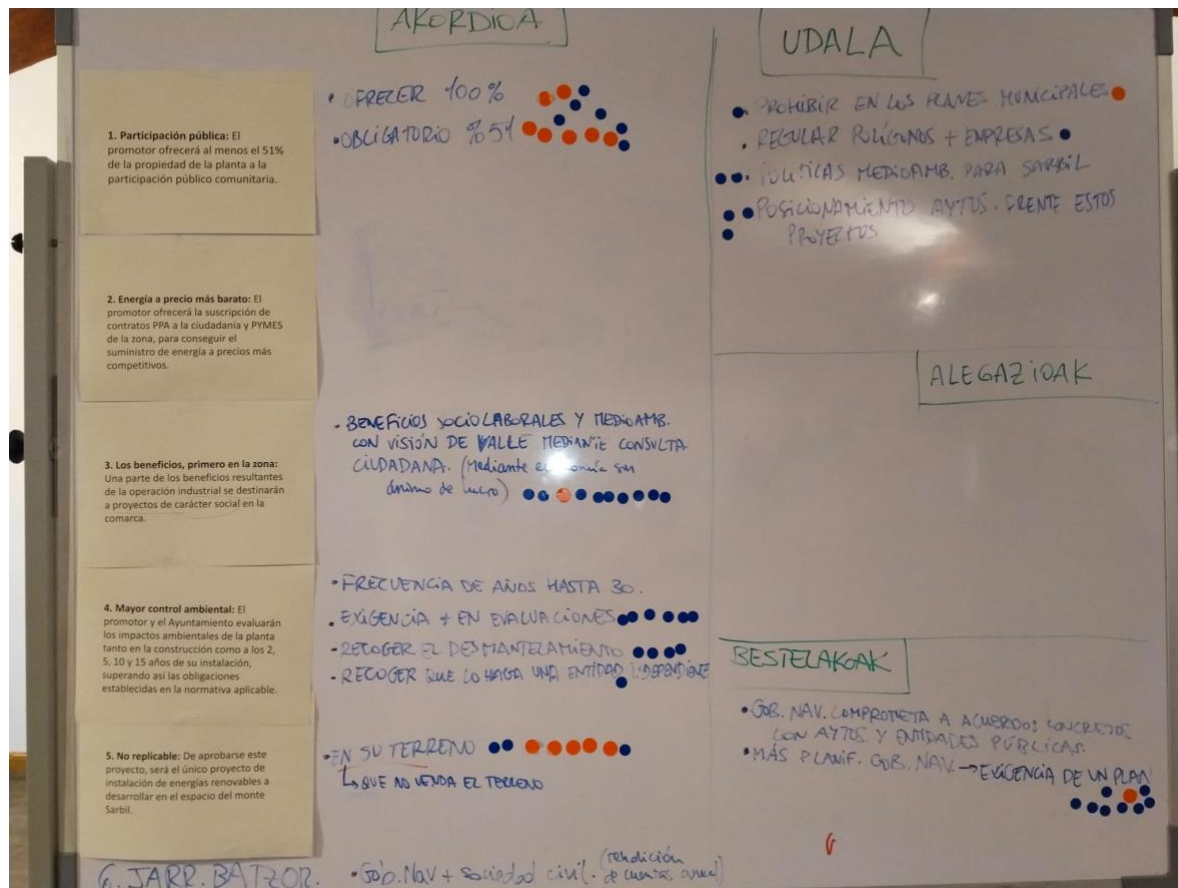 AKORDIOA
1. Participación pública: El
promotor ofrecerá al menos el 51%
de la propiedad de la planta a la
participación público comunitaria.
• OFRECER 100%
• OBLIGATORIO %51
2. Energía a precio más barato: El
promotor ofrecerá la suscripción de
contratos PPA a la ciudadanía y PYMES
de la zona, para conseguir el
suministro de energía a precios más
competitivos.
3. Los beneficios, primero en la zona:
Una parte de los beneficios resultantes
de la operación industrial se destinarán
a proyectos de carácter social en la
comarca.
- BENEFICIOS SOCIOLABORALES Y MEDIOAMB.
CON VISIÓN DE VALLE MEDIANTE CONSULTA
CIUDADANA. (Mediante economía sin
ánimo de lucro)
4. Mayor control ambiental: El
promotor y el Ayuntamiento evaluarán
los impactos ambientales de la planta
tanto en la construcción como a los 2,
5, 10 y 15 años de su instalación,
superando así las obligaciones
establecidas en la normativa aplicable.
• FRECUENCIA DE AÑOS HASTA 30.
• EXIGENCIA + EN EVALUACIONES
• RECOGER EL DESMANTELAMIENTO
• RECOGER QUE LO HAGA UNA ENTIDAD
5. No replicable: De aprobarse este
proyecto, será el único proyecto de
instalación de energías renovables a
desarrollar en el espacio del monte
Sarbil.
• EN SU TERRENO
↳ QUE NO VENDA EL TERRENO
6. JARR. BATZOR.
• Gob. Nav + sociedad civil. (rendición
de cuentas anual)
UDALA
• PROHIBIR EN LOS PLANES MUNICIPALES
• REGULAR POLÍGONOS + EMPRESAS
• POLITICAS MEDIOAMB. PARA SARBIL
• POSICIONAMIENTO AYTOS. FRENTE ESTOS
PROYECTOS
ALEGAZIOAK
BESTELAKOAK
• GOB. NAV. COMPROMETA A ACUERDOS CONCRETOS
CON AYTOS. Y ENTIDADES PÚBLICAS.
• MÁS PLANIF. GOB. NAV. → EXIGENCIA DE UN PLAN